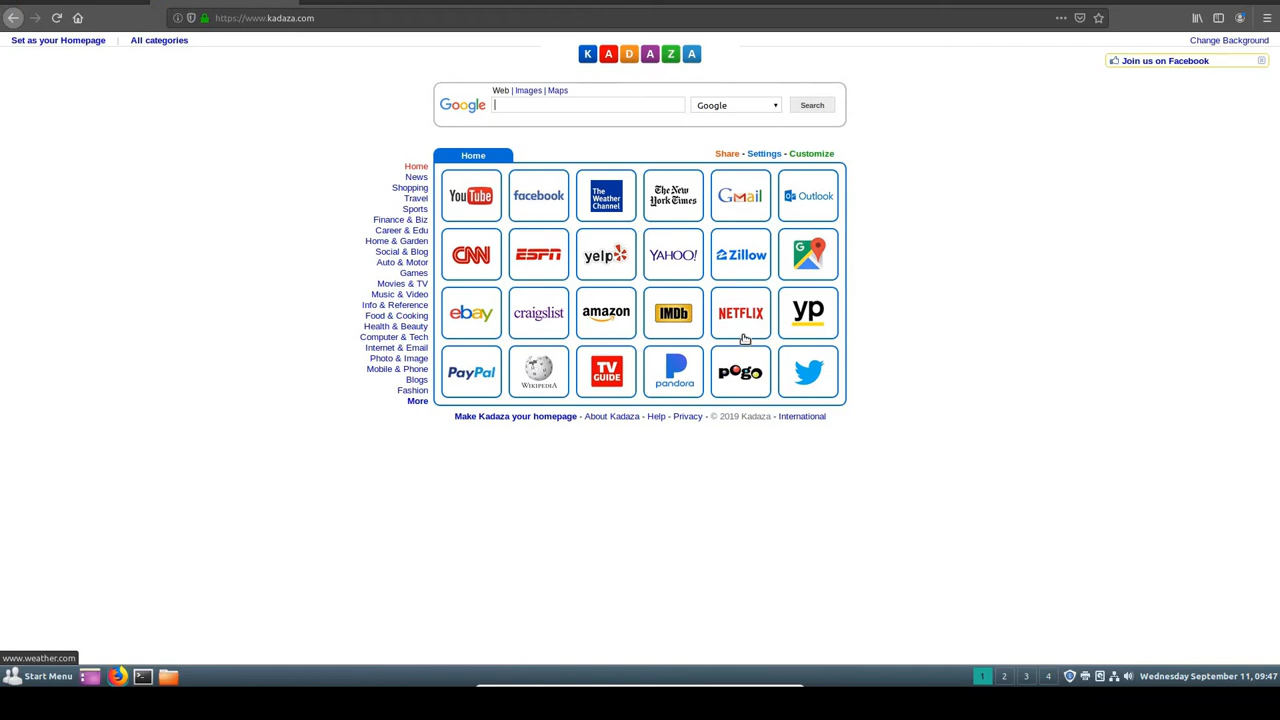 https://www.kadaza.com
Set as your Homepage | All categories
Change Background
KADAZA
Join us on Facebook
Web | Images | Maps
Google
Google
Search
Home
Share - Settings - Customize
Home
News
Shopping
Travel
Sports
Finance & Biz
Career & Edu
Home & Garden
Social & Blog
Auto & Motor
Games
Movies & TV
Music & Video
Info & Reference
Food & Cooking
Health & Beauty
Computer & Tech
Internet & Email
Photo & Image
Mobile & Phone
Blogs
Fashion
More
YouTube
facebook
The Weather Channel
The New York Times
Gmail
Outlook
CNN
ESPN
yelp
YAHOO!
Zillow
G
ebay
craigslist
amazon
IMDb
NETFLIX
yp
PayPal
WIKIPEDIA
TV GUIDE
pandora
pogo
Make Kadaza your homepage - About Kadaza - Help - Privacy - © 2019 Kadaza - International
www.weather.com
Start Menu
1 2 3 4
Wednesday September 11, 09:47